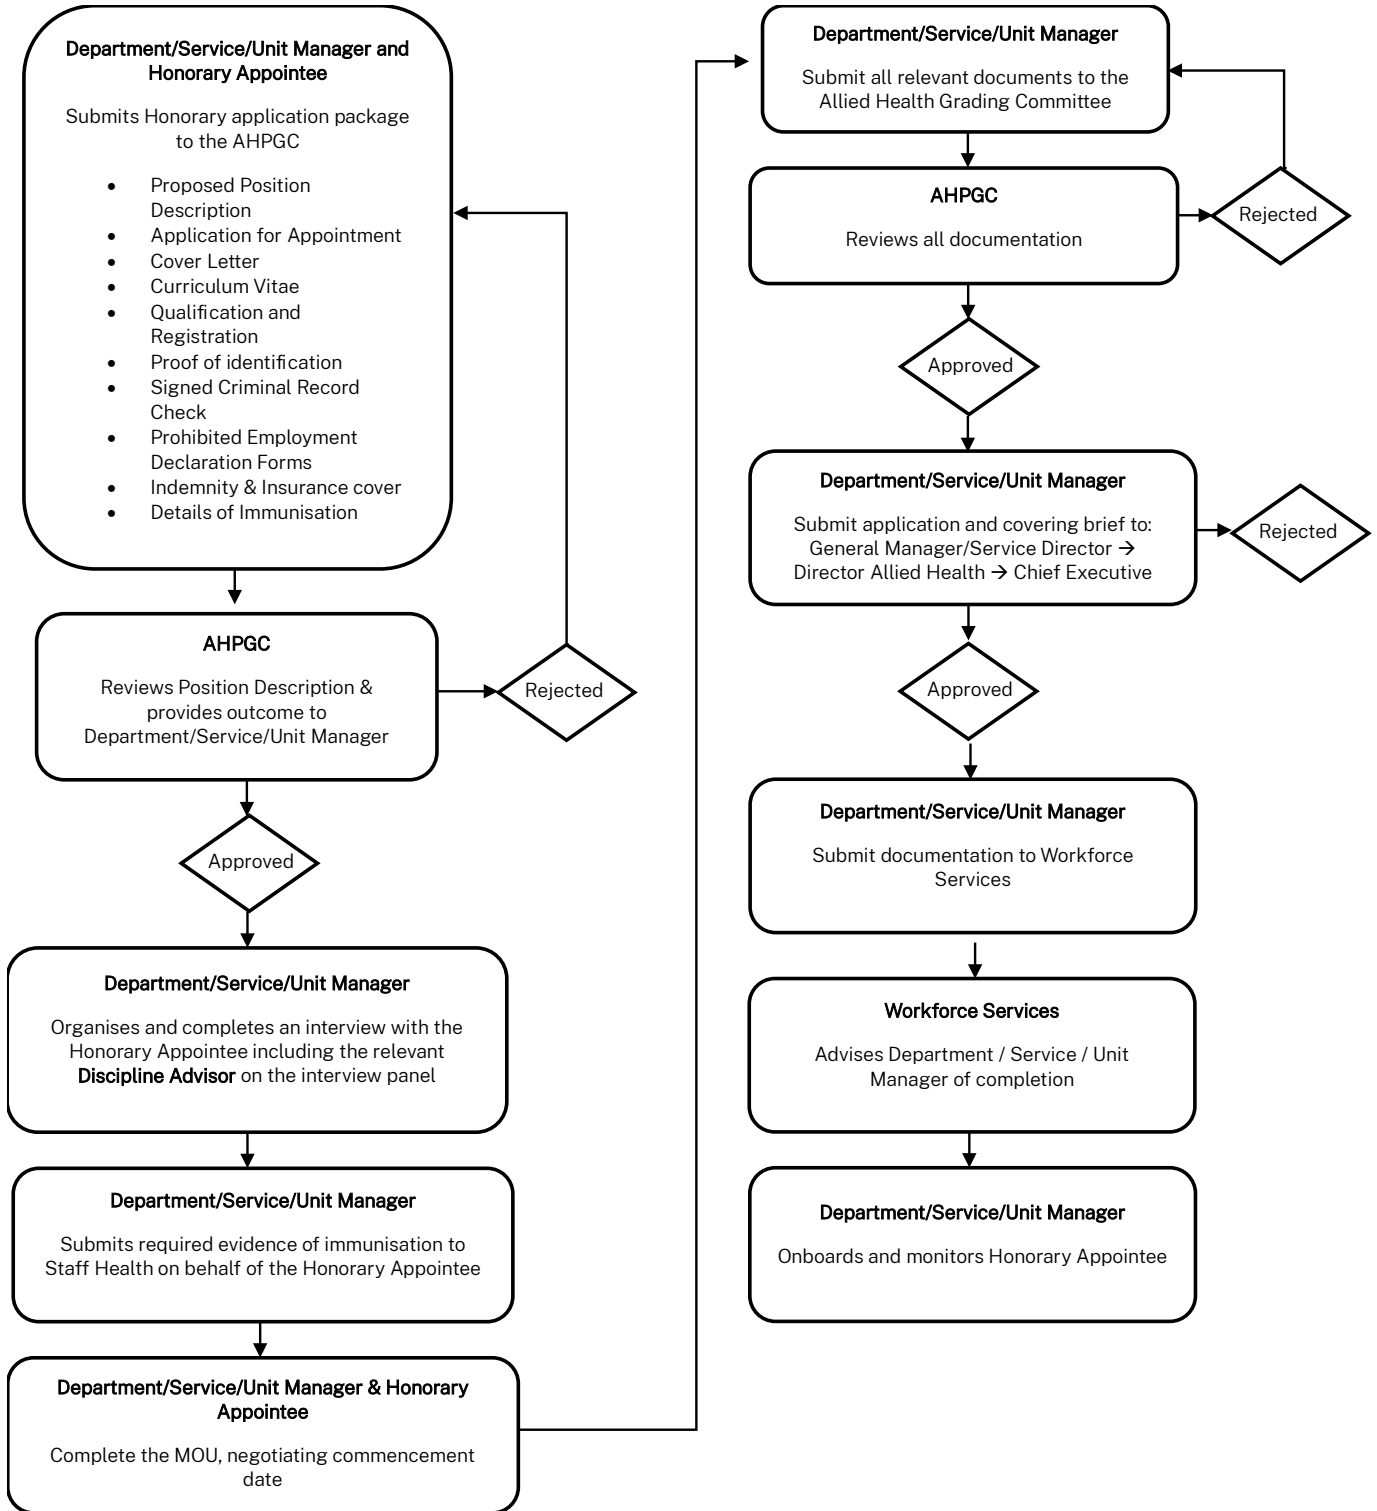 Department/Service/Unit Manager and
Honorary Appointee
Submits Honorary application package
to the AHPGC
• Proposed Position
Description
• Application for Appointment
• Cover Letter
• Curriculum Vitae
• Qualification and
Registration
• Proof of identification
• Signed Criminal Record
Check
• Prohibited Employment
Declaration Forms
• Indemnity & Insurance cover
• Details of Immunisation
AHPGC
Reviews Position Description &
provides outcome to
Department/Service/Unit Manager
Rejected
Approved
Department/Service/Unit Manager
Organises and completes an interview with the
Honorary Appointee including the relevant
Discipline Advisor on the interview panel
Department/Service/Unit Manager
Submits required evidence of immunisation to
Staff Health on behalf of the Honorary Appointee
Department/Service/Unit Manager & Honorary
Appointee
Complete the MOU, negotiating commencement
date
Department/Service/Unit Manager
Submit all relevant documents to the
Allied Health Grading Committee
AHPGC
Reviews all documentation
Rejected
Approved
Department/Service/Unit Manager
Submit application and covering brief to:
General Manager/Service Director →
Director Allied Health → Chief Executive
Rejected
Approved
Department/Service/Unit Manager
Submit documentation to Workforce
Services
Workforce Services
Advises Department / Service / Unit
Manager of completion
Department/Service/Unit Manager
Onboards and monitors Honorary Appointee